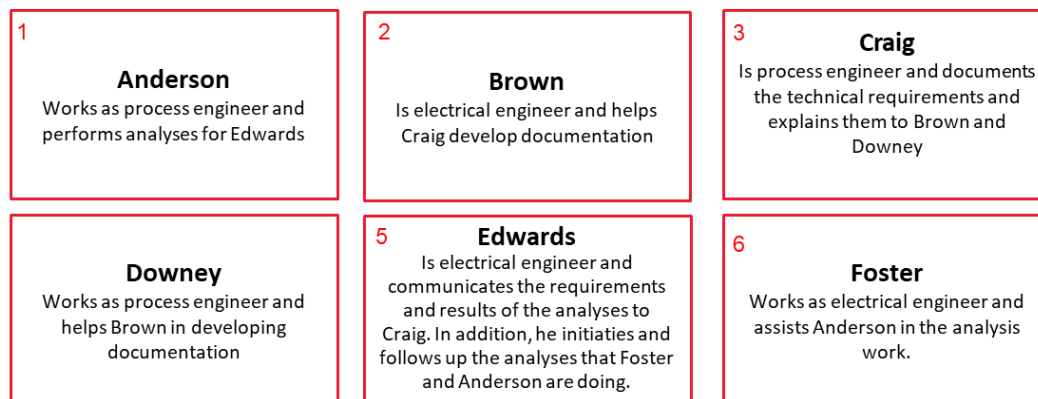 1
Anderson
Works as process engineer and
performs analyses for Edwards
2
Brown
Is electrical engineer and helps
Craig develop documentation
3
Craig
Is process engineer and documents
the technical requirements and
explains them to Brown and
Downey
Downey
Works as process engineer and
helps Brown in developing
documentation
5
Edwards
Is electrical engineer and
communicates the requirements
and results of the analyses to
Craig. In addition, he initiaties and
follows up the analyses that Foster
and Anderson are doing.
6
Foster
Works as electrical engineer and
assists Anderson in the analysis
work.